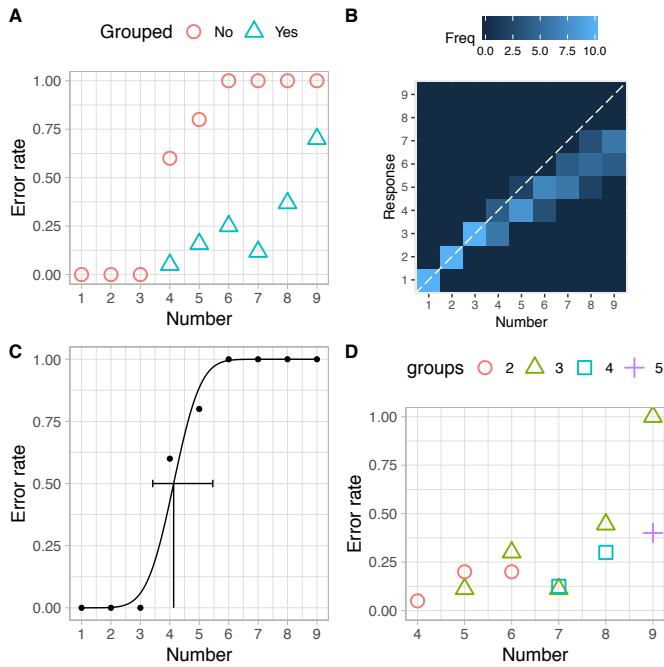 A
Grouped No Yes
Error rate
1.00
0.75
0.50
0.25
0.00
1 2 3 4 5 6 7 8 9
Number
B
Freq
0.0 2.5 5.0 7.5 10.0
Response
9
8
7
6
5
4
3
2
1
1 2 3 4 5 6 7 8 9
Number
C
Error rate
1.00
0.75
0.50
0.25
0.00
1 2 3 4 5 6 7 8 9
Number
D
groups 2 3 4 5
Error rate
1.00
0.75
0.50
0.25
0.00
4 5 6 7 8 9
Number